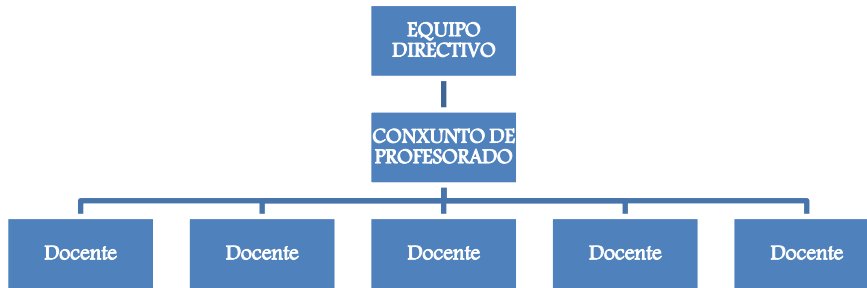 EQUIPO
DIRECTIVO
CONXUNTO DE
PROFESORADO
Docente
Docente
Docente
Docente
Docente